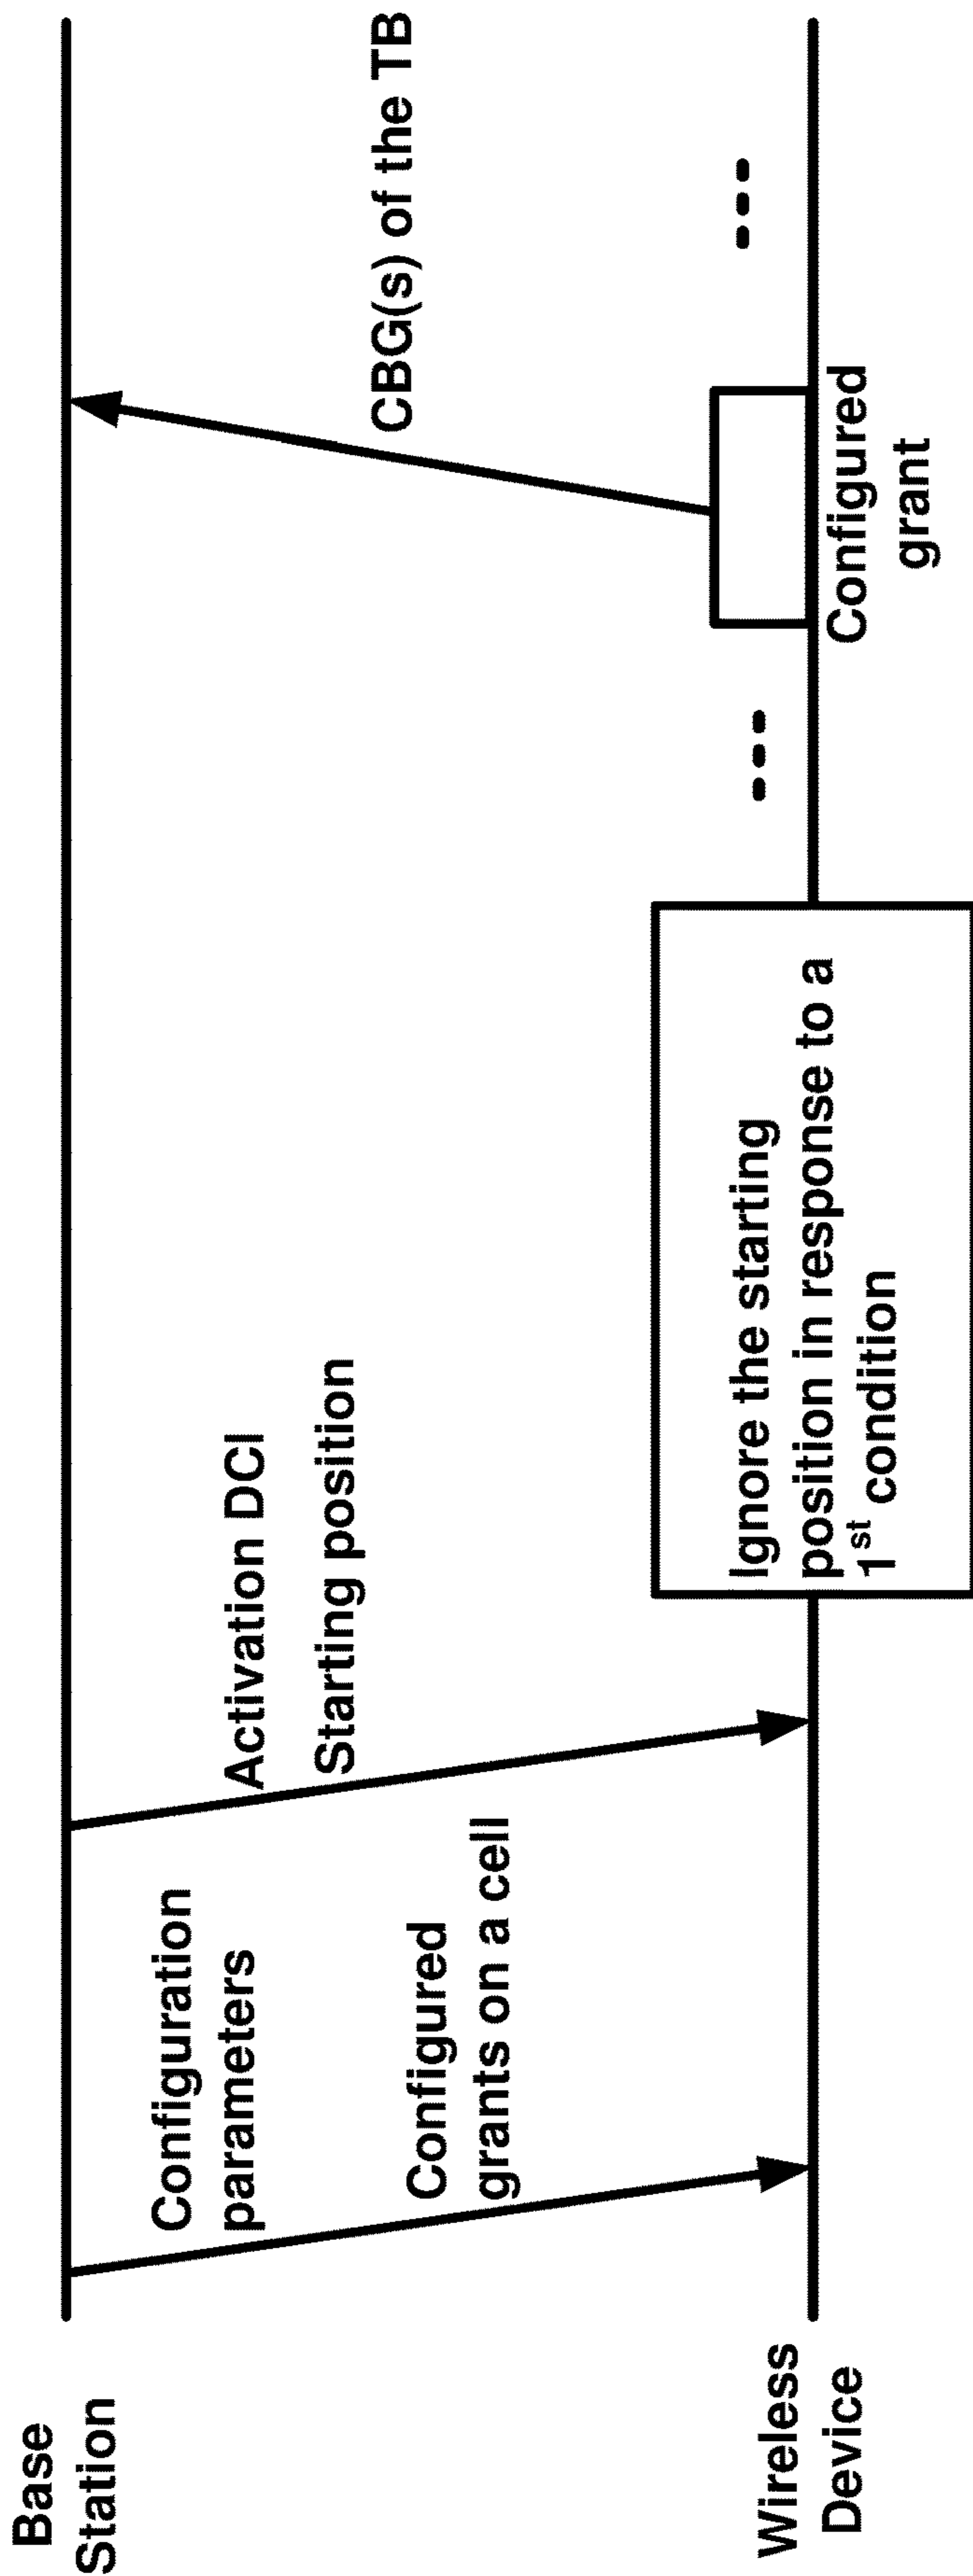 Base
Station
Wireless
Device
Configuration
parameters
Configured
grants on a cell
Activation DCI
Starting position
Ignore the starting
position in response to a
1st condition
Configured
grant
CBG(s) of the TB